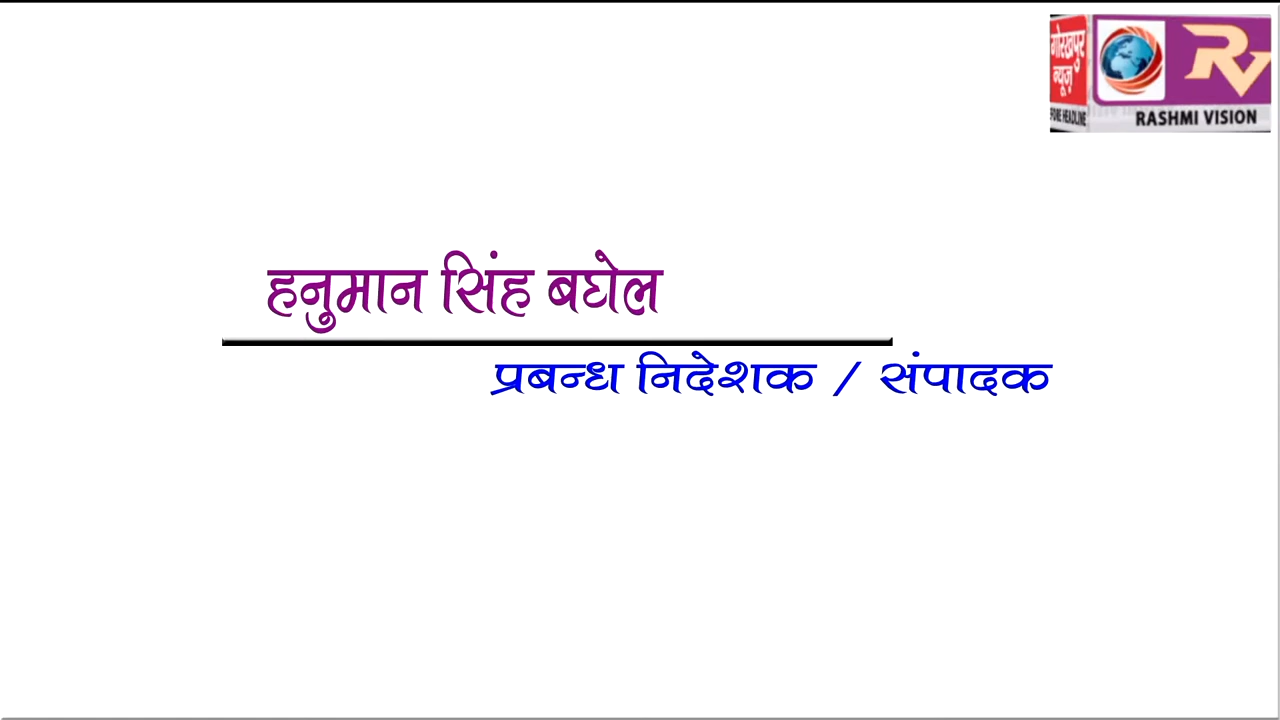 गोरखपुर
न्यूज़
RASHMI VISION
हनुमान सिंह बघेल
प्रबन्ध निदेशक / संपादक